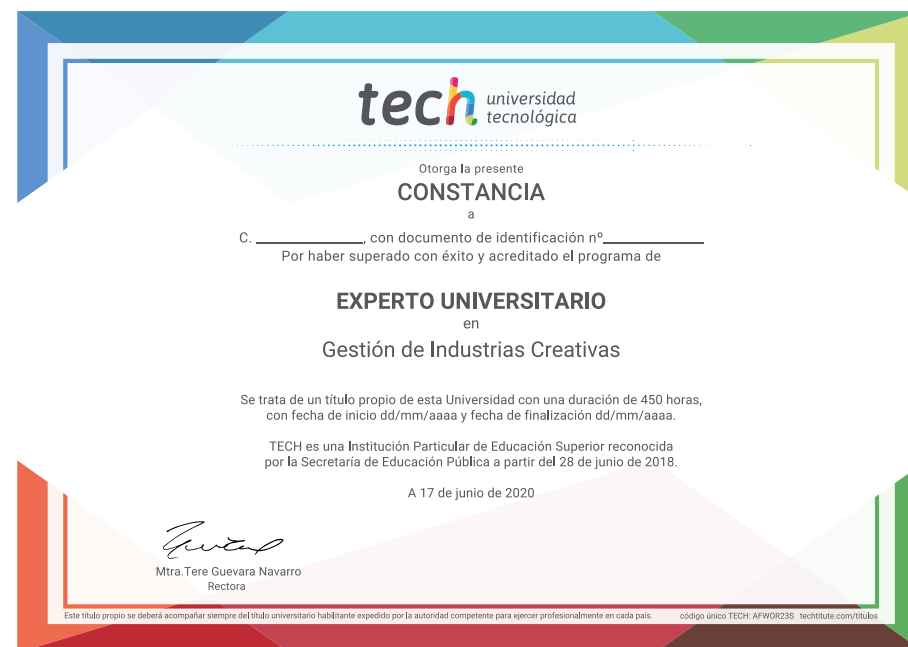 tech universidad
tecnológica
Otorga la presente
CONSTANCIA
a
C. ____________, con documento de identificación nº____________
Por haber superado con éxito y acreditado el programa de
EXPERTO UNIVERSITARIO
en
Gestión de Industrias Creativas
Se trata de un título propio de esta Universidad con una duración de 450 horas,
con fecha de inicio dd/mm/aaaa y fecha de finalización dd/mm/aaaa.
TECH es una Institución Particular de Educación Superior reconocida
por la Secretaría de Educación Pública a partir del 28 de junio de 2018.
A 17 de junio de 2020
Mtra.Tere Guevara Navarro
Rectora
Este título propio se deberá acompañar siempre del título universitario habilitante expedido por la autoridad competente para ejercer profesionalmente en cada país. código único TECH: AFWOR23S techtitute.com/titulos